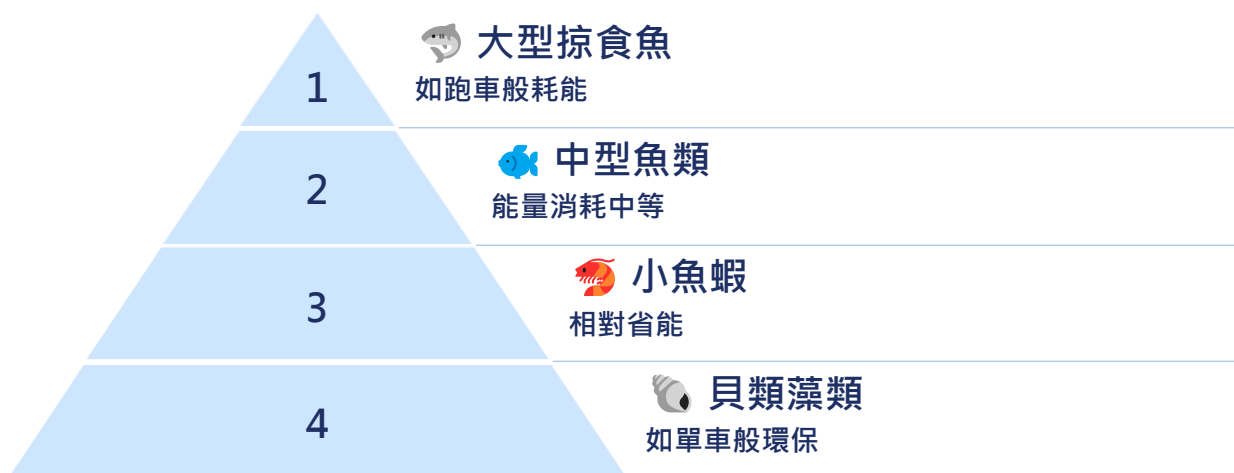 1
大型掠食魚
如跑車般耗能
2
中型魚類
能量消耗中等
3
小魚蝦
相對省能
4
貝類藻類
如單車般環保